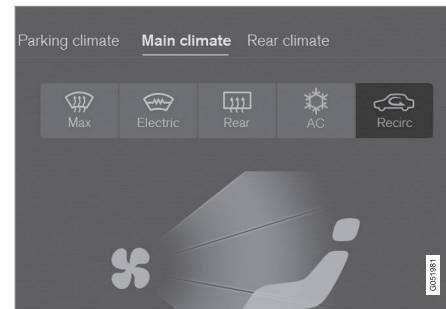 Parking climate Main climate Rear climate
Max Electric Rear AC Recirc
G051981